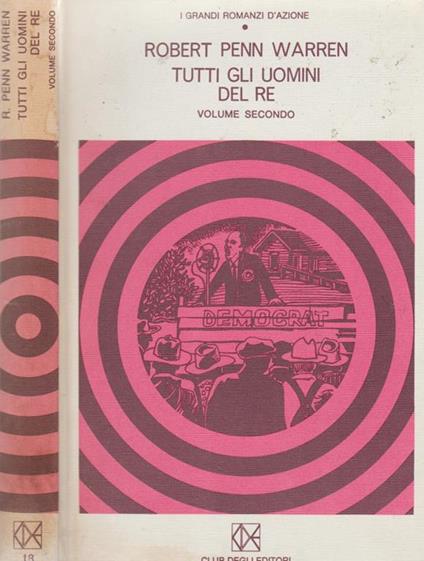 R. PENN WARREN
TUTTI GLI UOMINI
DEL RE
VOLUME SECONDO
18
I GRANDI ROMANZI D'AZIONE
ROBERT PENN WARREN
TUTTI GLI UOMINI
DEL RE
VOLUME SECONDO
DEMOCRAT
CLUB DEGLI EDITORI